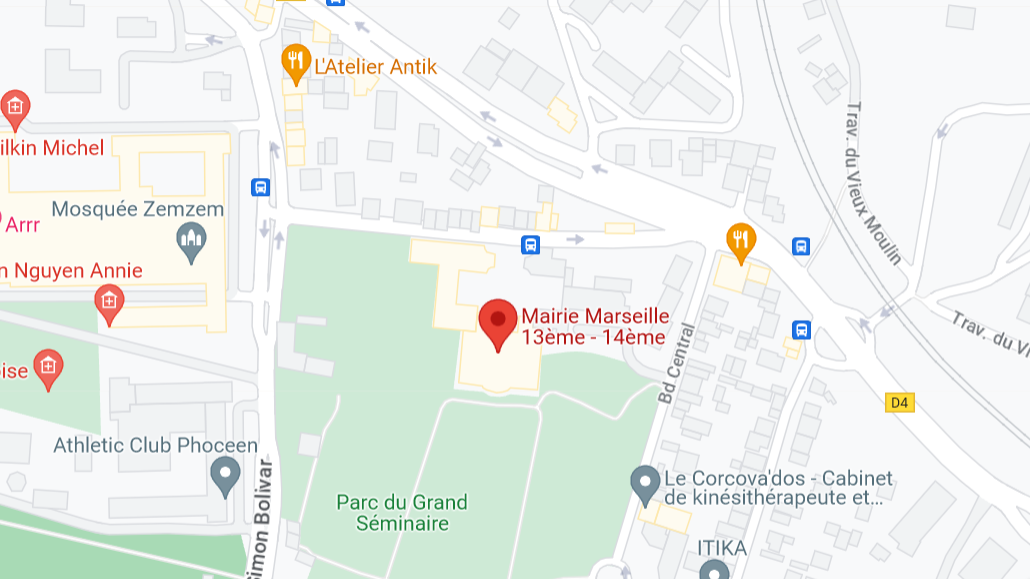 L'Atelier Antik
ilkin Michel
Trav. du Vieux Moulin
Mosquée Zemzem
Arrr
n Nguyen Annie
Mairie Marseille
13ème - 14ème
Trav. du Vi
oise
Bd Central
D4
Athletic Club Phoceen
Le Corcova'dos - Cabinet
de kinésithérapeute et...
Parc du Grand
Séminaire
Simon Bolivar
ITIKA